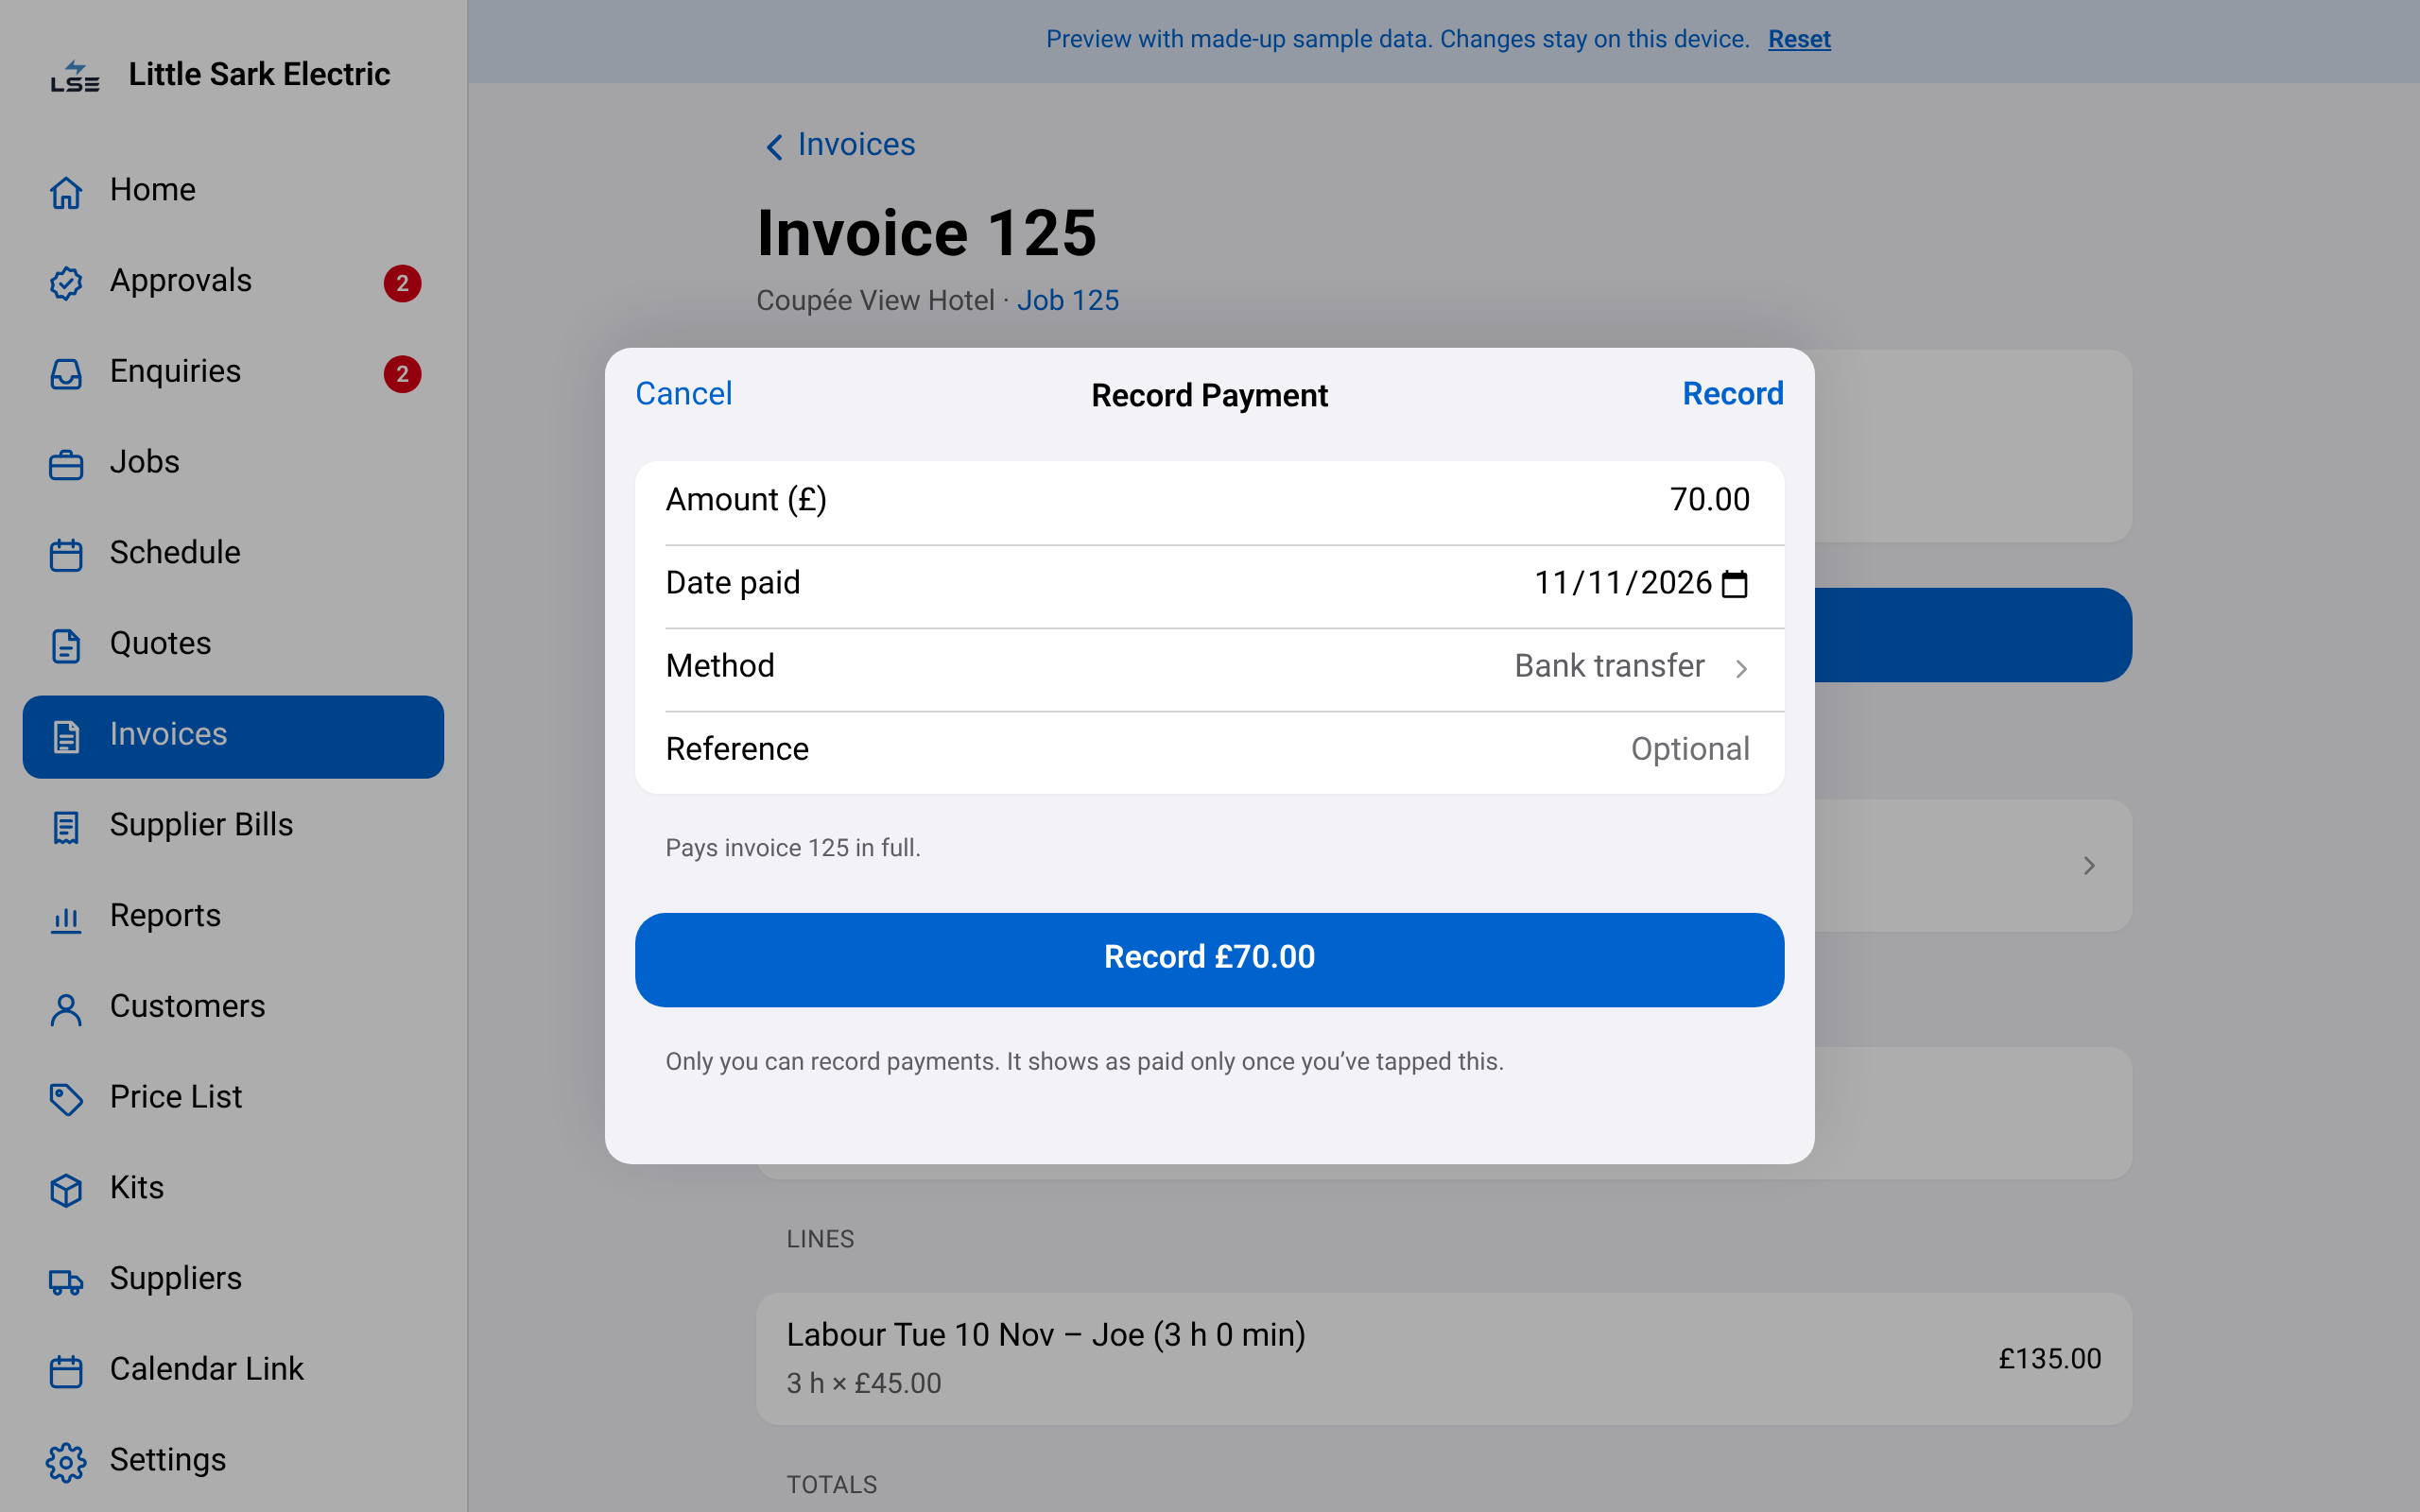 LSE
Little Sark Electric
Home
Approvals 2
Enquiries 2
Jobs
Schedule
Quotes
Invoices
Supplier Bills
Reports
Customers
Price List
Kits
Suppliers
Calendar Link
Settings
Preview with made-up sample data. Changes stay on this device. Reset
Invoices
Invoice 125
Coupée View Hotel · Job 125
Cancel
Record Payment
Record
Amount (£) 70.00
Date paid 11/11/2026
Method Bank transfer
Reference Optional
Pays invoice 125 in full.
Record £70.00
Only you can record payments. It shows as paid only once you’ve tapped this.
LINES
Labour Tue 10 Nov – Joe (3 h 0 min)
3 h × £45.00
£135.00
TOTALS